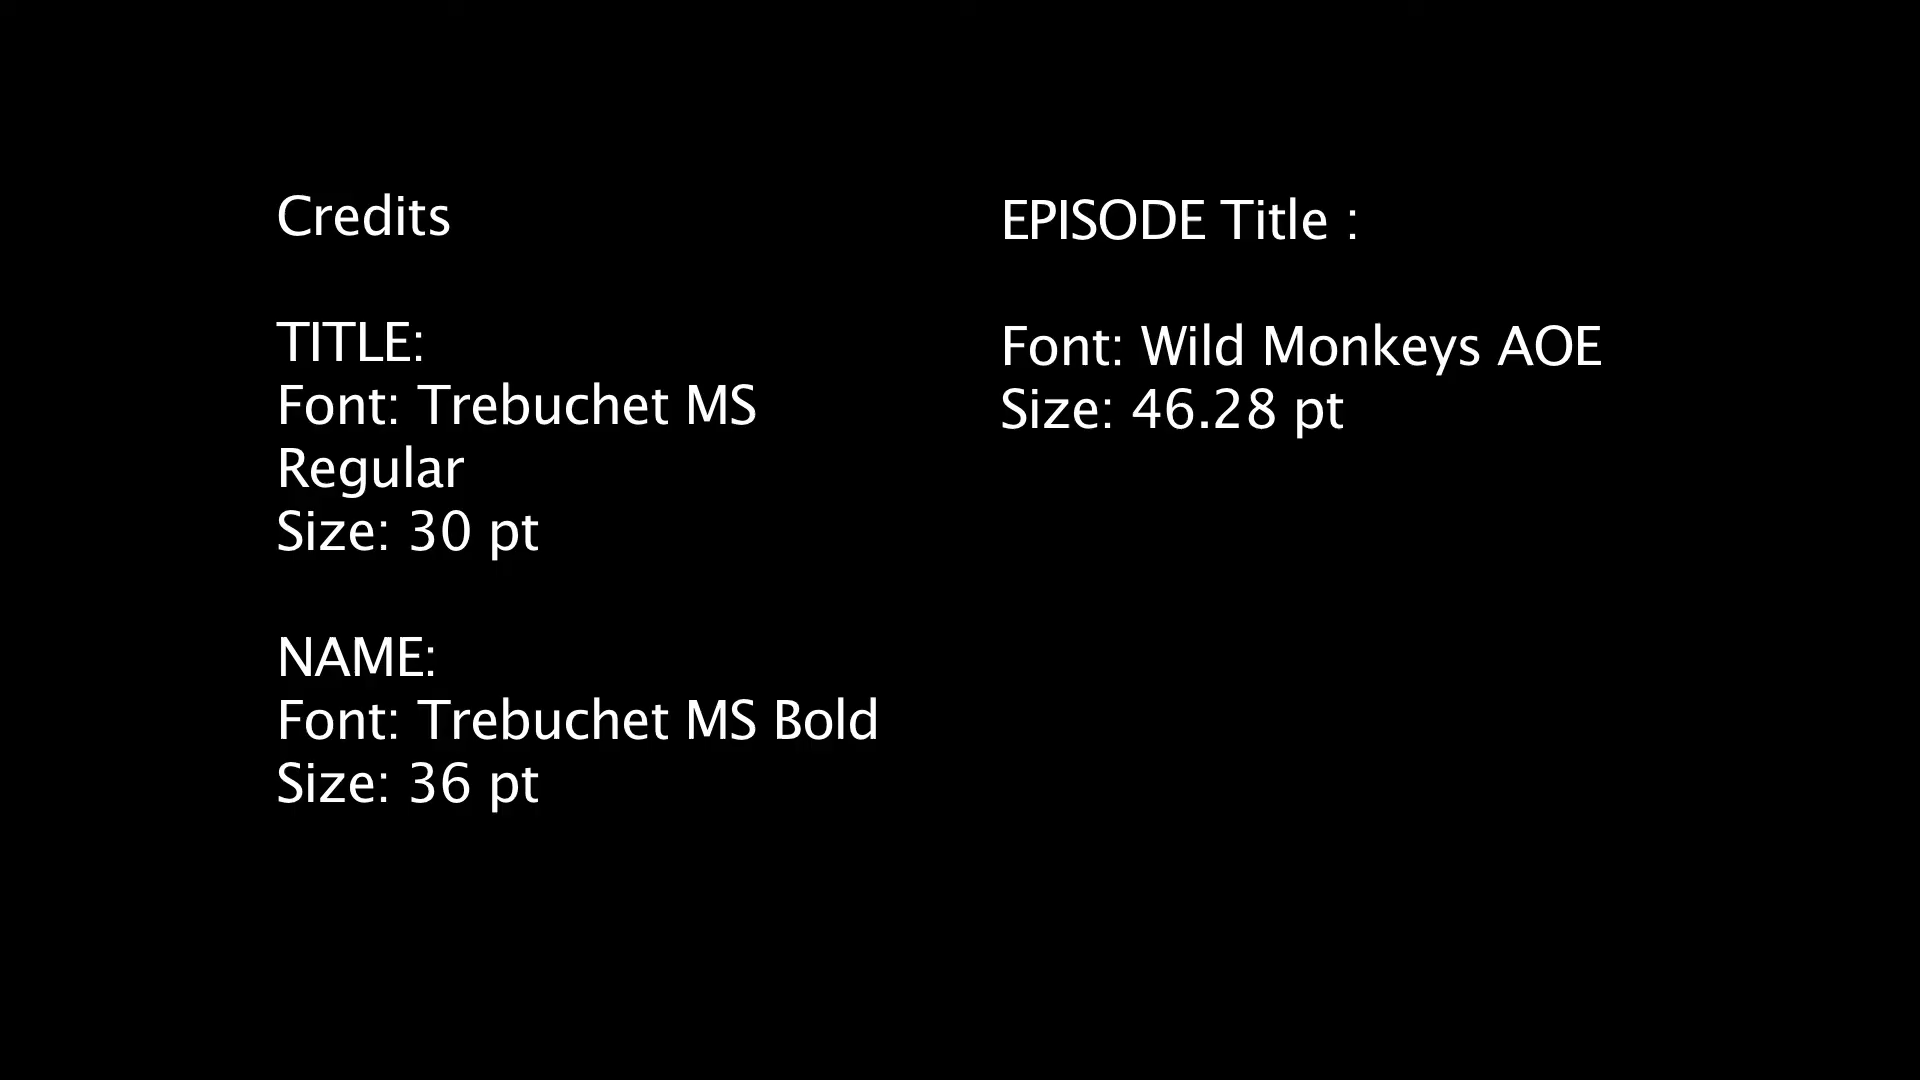 Credits
TITLE:
Font: Trebuchet MS
Regular
Size: 30 pt
NAME:
Font: Trebuchet MS Bold
Size: 36 pt
EPISODE Title :
Font: Wild Monkeys AOE
Size: 46.28 pt